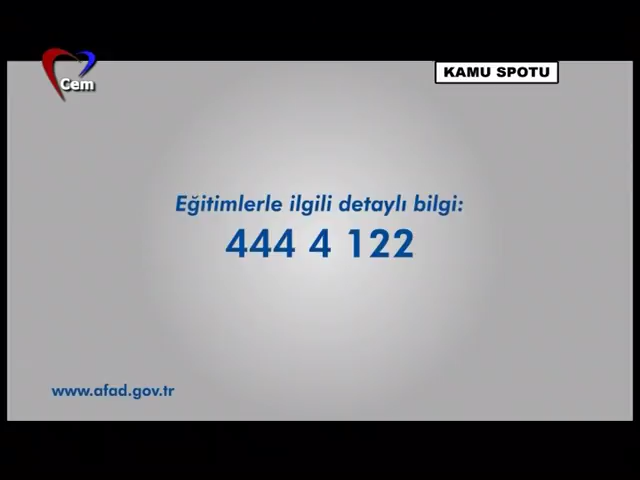 Cem
KAMU SPOTU
Eğitimlerle ilgili detaylı bilgi:
444 4 122
www.afad.gov.tr